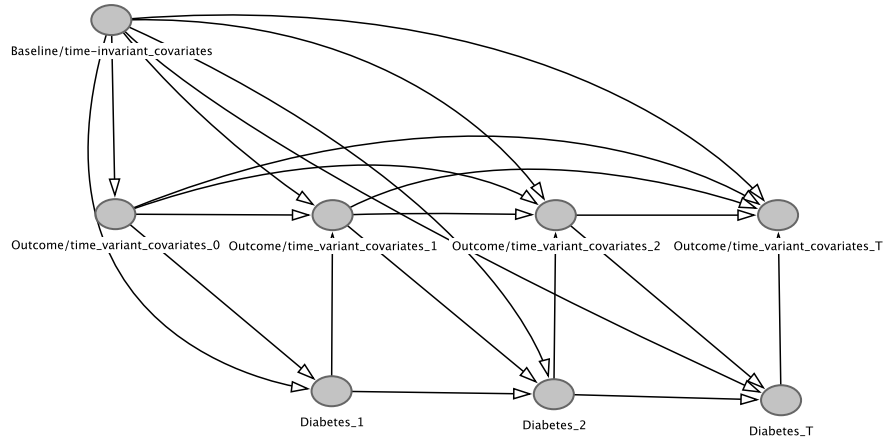 Baseline/time-invariant_covariates
Outcome/time_variant_covariates_0
Outcome/time_variant_covariates_1
Outcome/time_variant_covariates_2
Outcome/time_variant_covariates_T
Diabetes_1
Diabetes_2
Diabetes_T